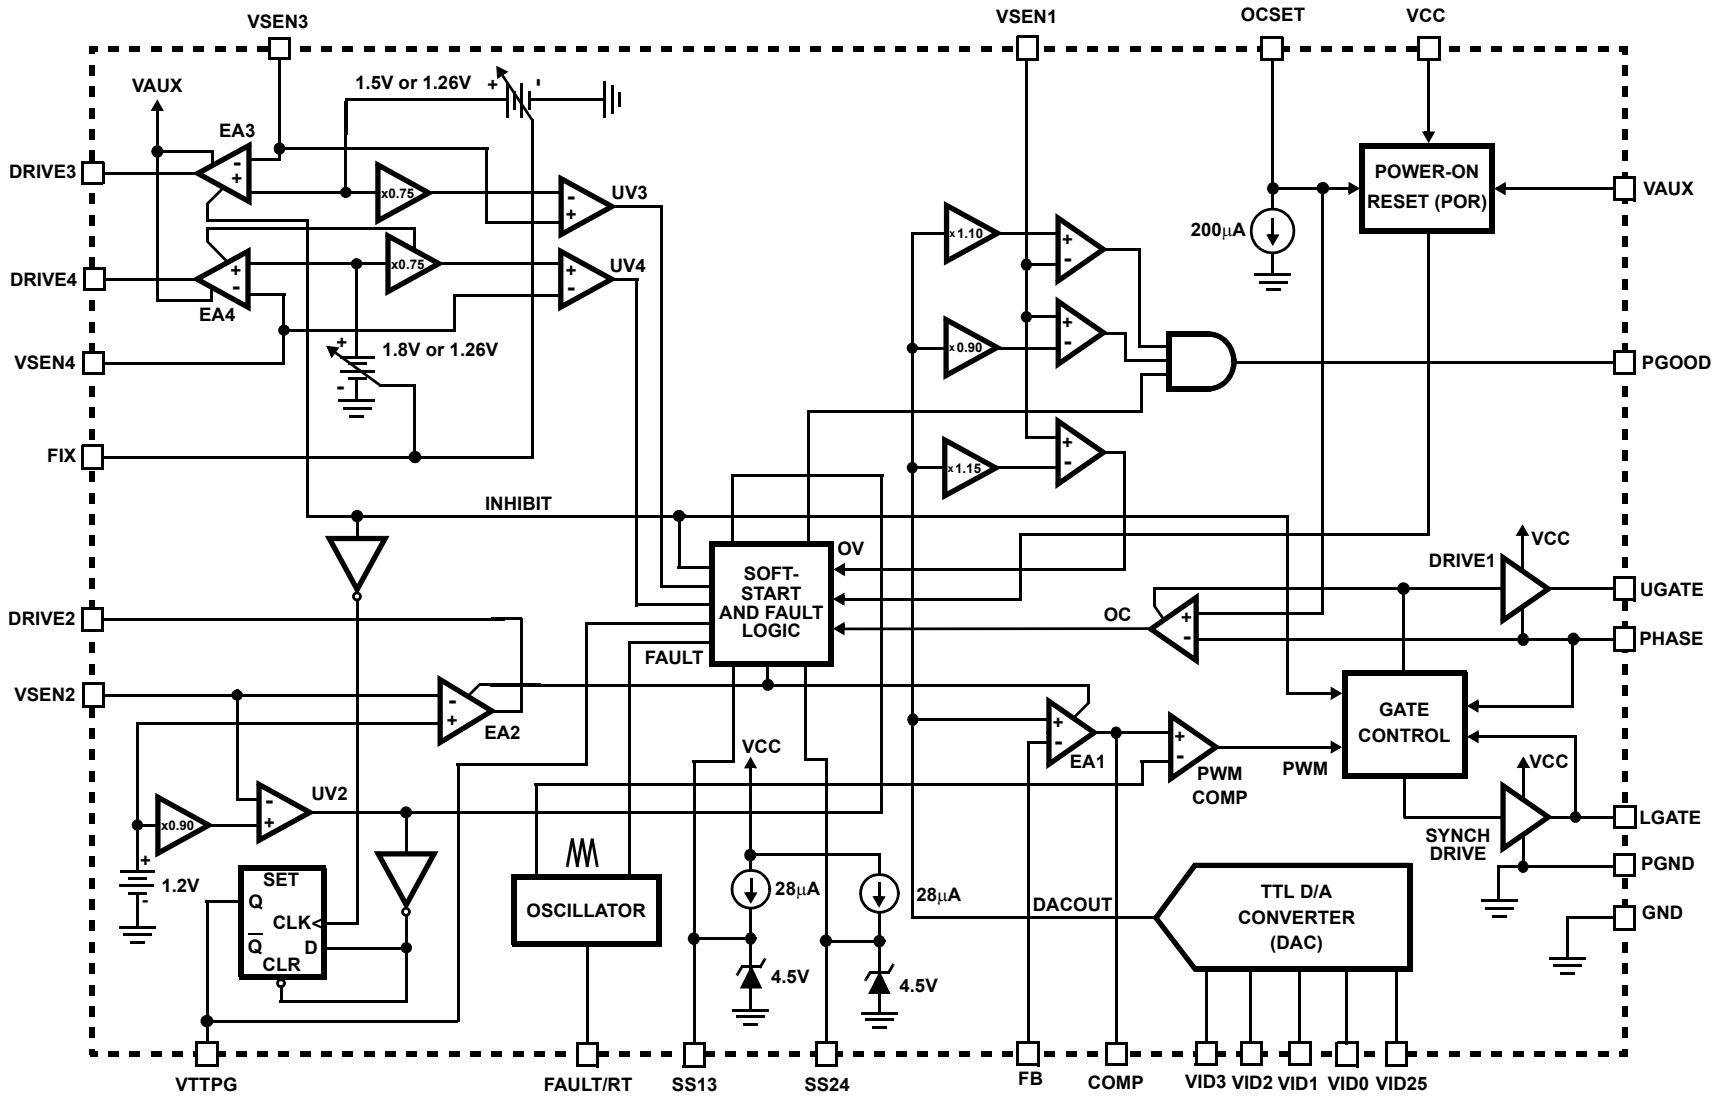 VSEN3
VSEN1
OCSET
VCC
VAUX
1.5V or 1.26V
+
-
EA3
DRIVE3
-
+
x0.75
-
+
UV3
POWER-ON
RESET (POR)
VAUX
200µA
x1.10
+
-
DRIVE4
+
-
EA4
x0.75
+
-
UV4
x0.90
+
-
VSEN4
+
1.8V or 1.26V
-
PGOOD
FIX
x1.15
+
-
INHIBIT
OV
SOFT-
START
AND FAULT
LOGIC
OC
+
-
DRIVE1
VCC
UGATE
DRIVE2
PHASE
FAULT
VSEN2
-
+
EA2
+
-
EA1
+
-
PWM
COMP
PWM
GATE
CONTROL
VCC
VCC
UV2
-
+
x0.90
+
1.2V
-
SYNCH
DRIVE
LGATE
PGND
SET
Q
CLK
Q
D
CLR
OSCILLATOR
28µA
28µA
DACOUT
TTL D/A
CONVERTER
(DAC)
GND
4.5V
4.5V
VTTPG
FAULT/RT
SS13
SS24
FB
COMP
VID3
VID2
VID1
VID0
VID25